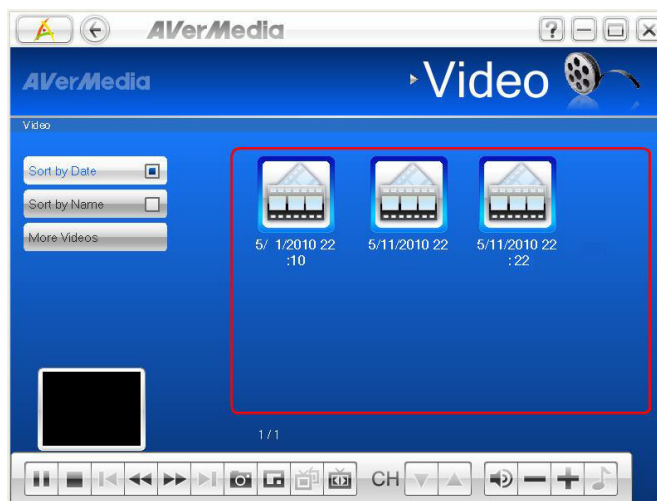 AVerMedia
?
AVerMedia
Video
Video
Sort by Date
Sort by Name
More Videos
5/ 1/2010 22
:10
5/11/2010 22
5/11/2010 22
: 22
1 / 1
CH